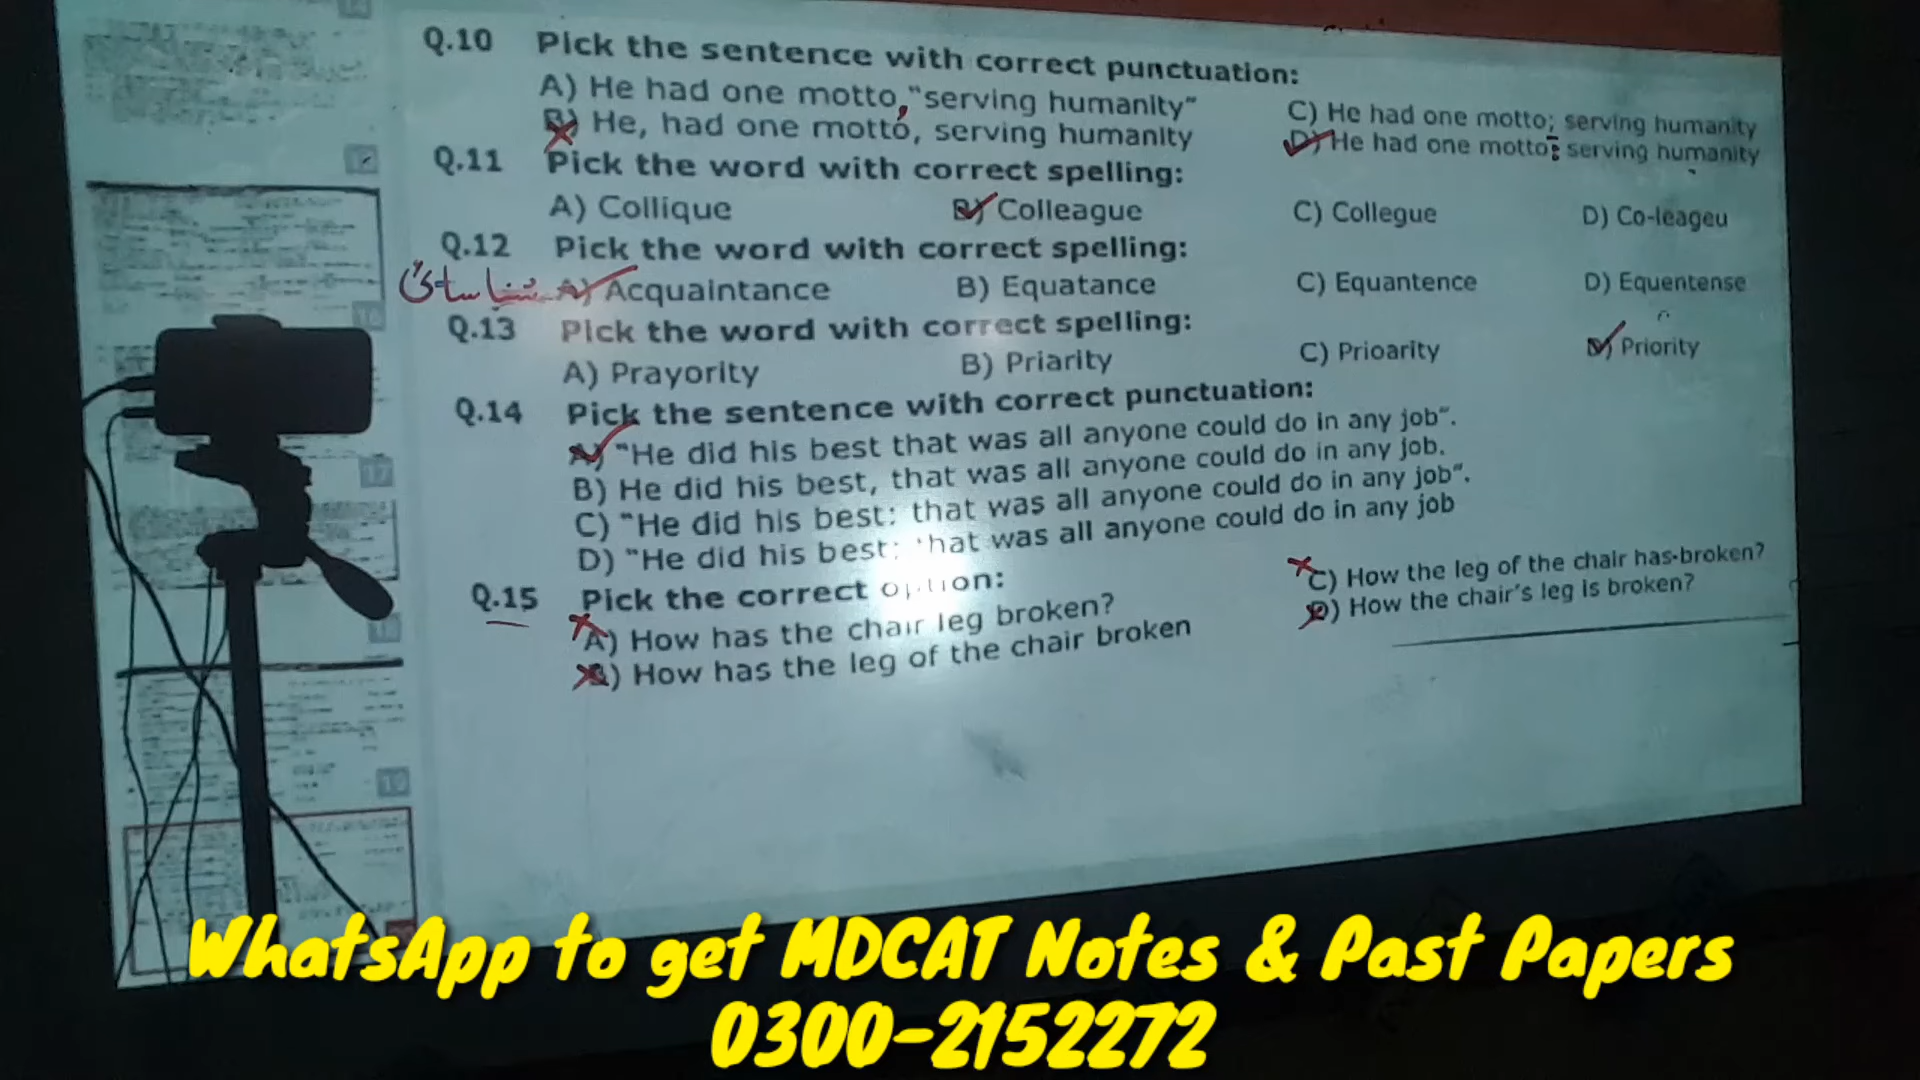 Q.10 Pick the sentence with correct punctuation:
A) He had one motto, "serving humanity"
B) He, had one motto, serving humanity
C) He had one motto; serving humanity
D) He had one motto: serving humanity
Q.11 Pick the word with correct spelling:
A) Collique B) Colleague C) Collegue D) Co-leageu
Q.12 Pick the word with correct spelling:
شناسائی A) Acquaintance B) Equatance C) Equantence D) Equentense
Q.13 Pick the word with correct spelling:
A) Prayority B) Priarity C) Prioarity D) Priority
Q.14 Pick the sentence with correct punctuation:
A) "He did his best that was all anyone could do in any job".
B) He did his best, that was all anyone could do in any job.
C) "He did his best: that was all anyone could do in any job".
D) "He did his best; that was all anyone could do in any job
Q.15 Pick the correct option:
A) How has the chair leg broken?
B) How has the leg of the chair broken
C) How the leg of the chair has-broken?
D) How the chair's leg is broken?
17
19
WhatsApp to get MDCAT Notes & Past Papers
0300-2152272